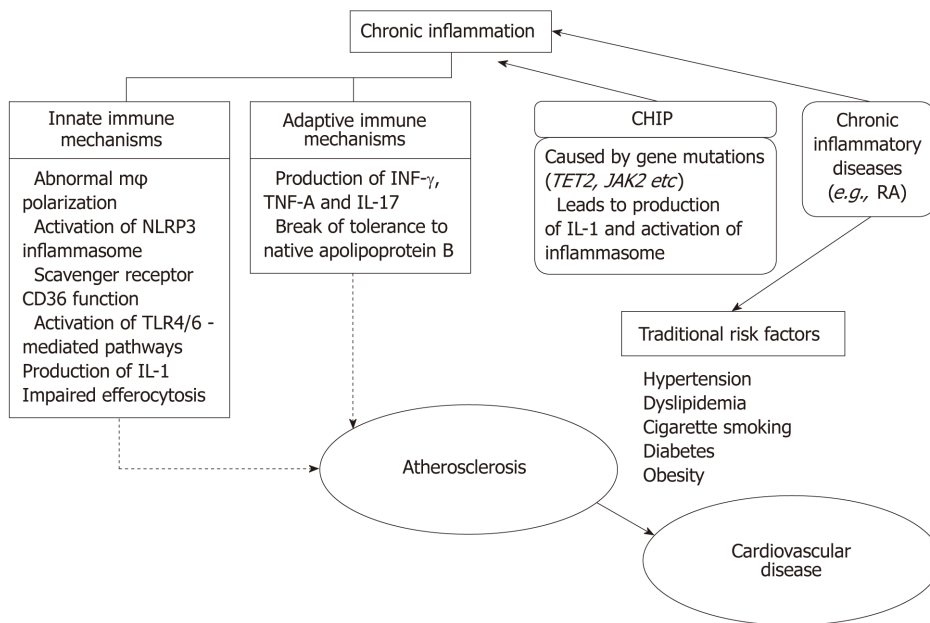 Chronic inflammation
Innate immune
mechanisms
Abnormal mφ
polarization
Activation of NLRP3
inflammasome
Scavenger receptor
CD36 function
Activation of TLR4/6 -
mediated pathways
Production of IL-1
Impaired efferocytosis
Adaptive immune
mechanisms
Production of INF-γ,
TNF-A and IL-17
Break of tolerance to
native apolipoprotein B
CHIP
Caused by gene mutations
(TET2, JAK2 etc)
Leads to production
of IL-1 and activation of
inflammasome
Chronic
inflammatory
diseases
(e.g., RA)
Traditional risk factors
Hypertension
Dyslipidemia
Cigarette smoking
Diabetes
Obesity
Atherosclerosis
Cardiovascular
disease